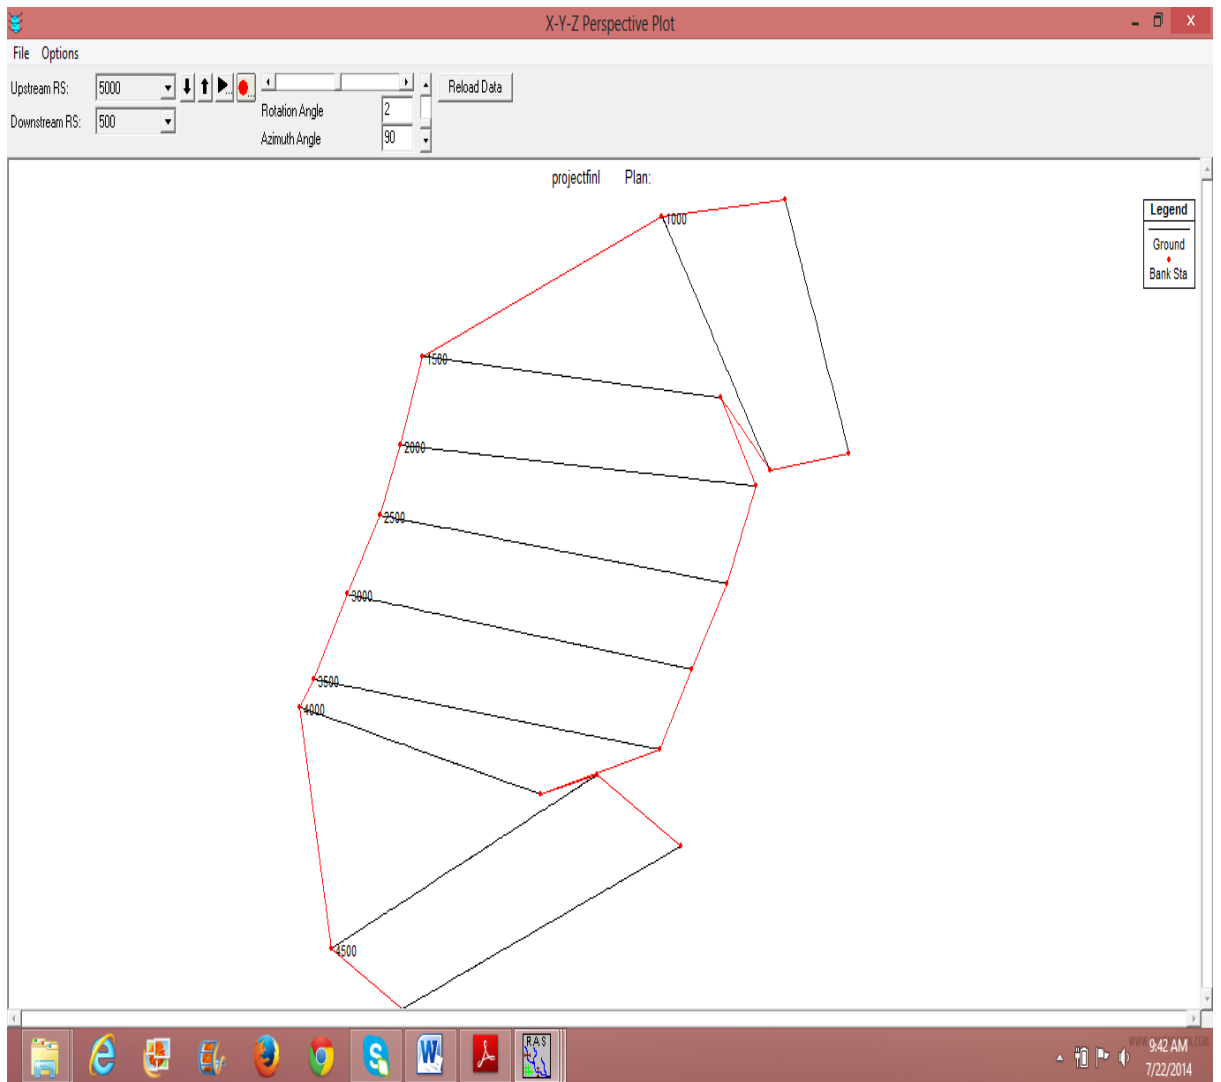 X-Y-Z Perspective Plot
File Options
Upstream RS: 5000
Reload Data
Rotation Angle 2
Downstream RS: 500
Azimuth Angle 90
projectfinl Plan:
1000
Legend
Ground
Bank Sta
1500
2000
2500
3000
3500
4000
4500
RAS
9:42 AM
7/22/2014